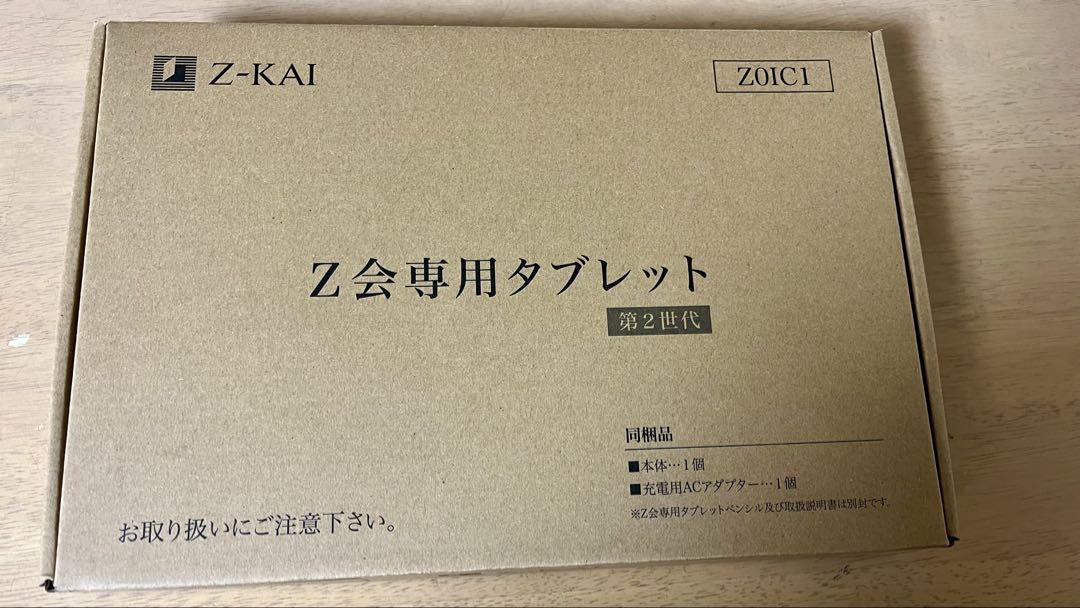 Z-KAI
Z0IC1
Z会専用タブレット
第2世代
同梱品
■本体…1個
■充電用ACアダプター…1個
※Z会専用タブレットペンシル及び取扱説明書は別封です。
お取り扱いにご注意下さい。